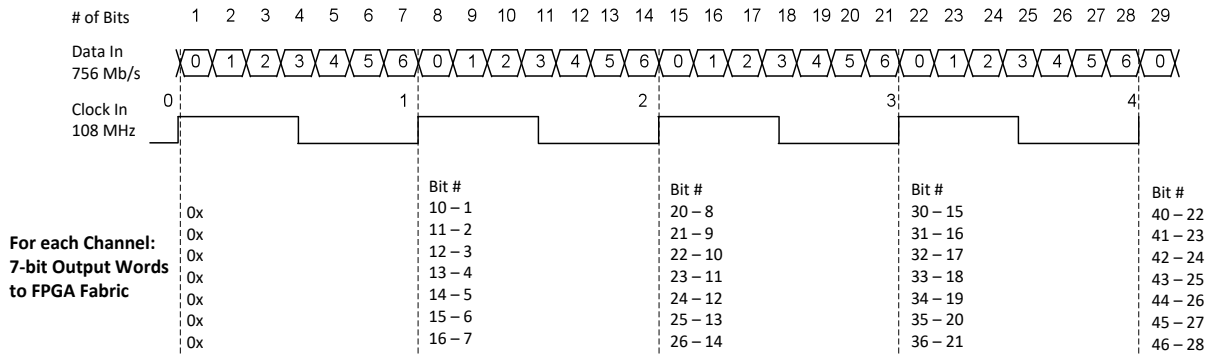 # of Bits 1 2 3 4 5 6 7 8 9 10 11 12 13 14 15 16 17 18 19 20 21 22 23 24 25 26 27 28 29
Data In
756 Mb/s
0 1 2 3 4 5 6 0 1 2 3 4 5 6 0 1 2 3 4 5 6 0 1 2 3 4 5 6 0
Clock In
108 MHz
0 1 2 3 4
For each Channel:
7-bit Output Words
to FPGA Fabric
0x
0x
0x
0x
0x
0x
0x
Bit #
10 – 1
11 – 2
12 – 3
13 – 4
14 – 5
15 – 6
16 – 7
Bit #
20 – 8
21 – 9
22 – 10
23 – 11
24 – 12
25 – 13
26 – 14
Bit #
30 – 15
31 – 16
32 – 17
33 – 18
34 – 19
35 – 20
36 – 21
Bit #
40 – 22
41 – 23
42 – 24
43 – 25
44 – 26
45 – 27
46 – 28